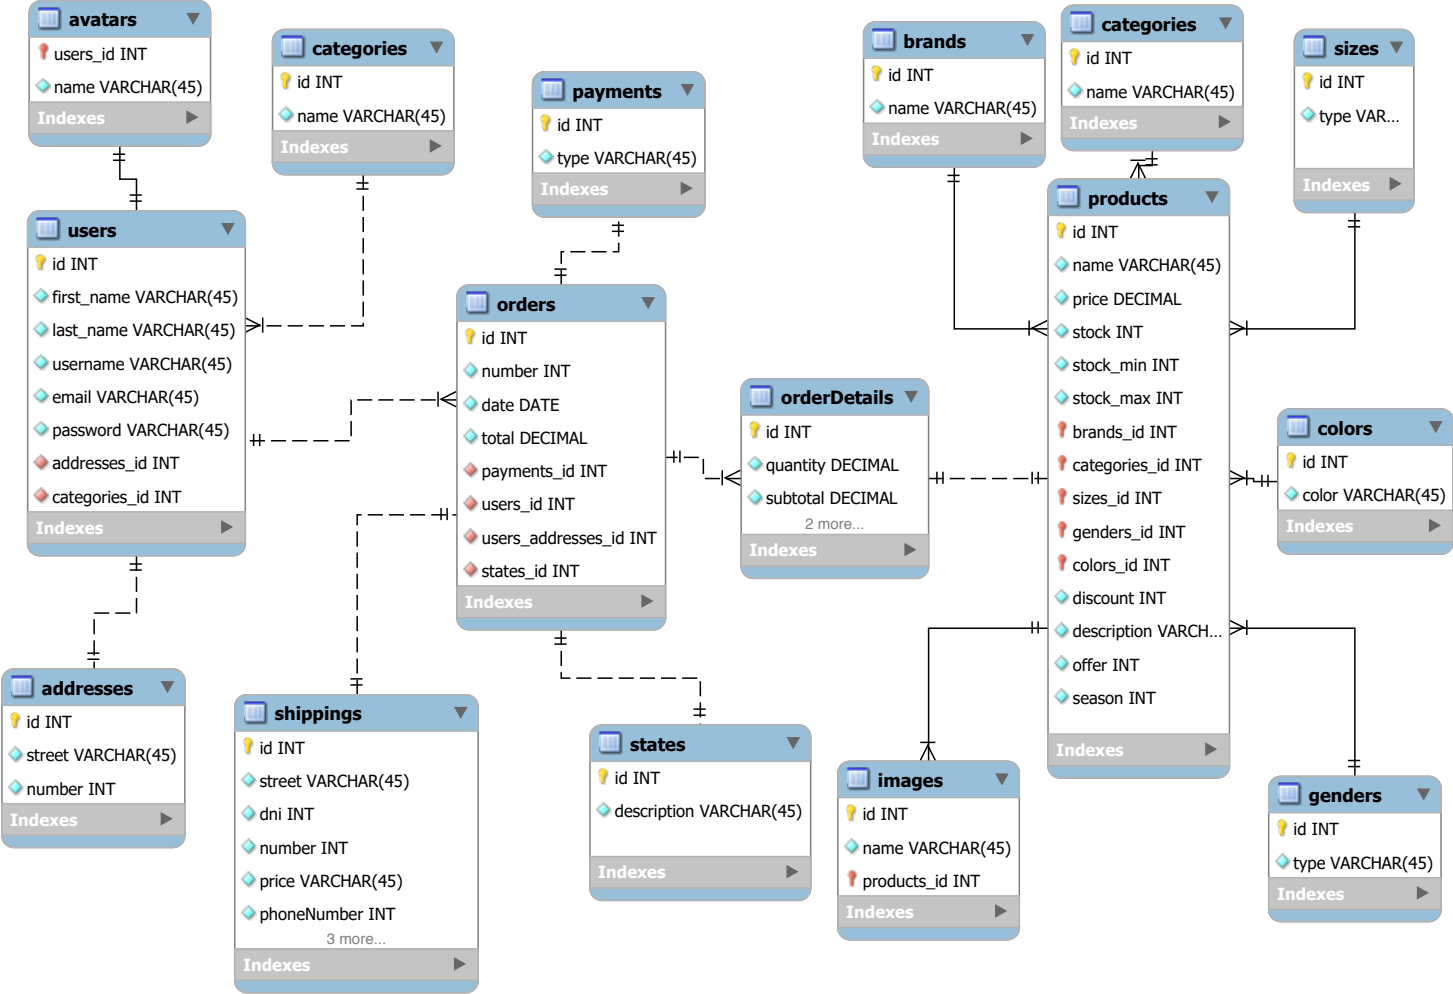 avatars
users_id INT
name VARCHAR(45)
Indexes
categories
id INT
name VARCHAR(45)
Indexes
payments
id INT
type VARCHAR(45)
Indexes
brands
id INT
name VARCHAR(45)
Indexes
categories
id INT
name VARCHAR(45)
Indexes
sizes
id INT
type VAR...
Indexes
users
id INT
first_name VARCHAR(45)
last_name VARCHAR(45)
username VARCHAR(45)
email VARCHAR(45)
password VARCHAR(45)
addresses_id INT
categories_id INT
Indexes
orders
id INT
number INT
date DATE
total DECIMAL
payments_id INT
users_id INT
users_addresses_id INT
states_id INT
Indexes
orderDetails
id INT
quantity DECIMAL
subtotal DECIMAL
2 more...
Indexes
products
id INT
name VARCHAR(45)
price DECIMAL
stock INT
stock_min INT
stock_max INT
brands_id INT
categories_id INT
sizes_id INT
genders_id INT
colors_id INT
discount INT
description VARCH...
offer INT
season INT
Indexes
colors
id INT
color VARCHAR(45)
Indexes
addresses
id INT
street VARCHAR(45)
number INT
Indexes
shippings
id INT
street VARCHAR(45)
dni INT
number INT
price VARCHAR(45)
phoneNumber INT
3 more...
Indexes
states
id INT
description VARCHAR(45)
Indexes
images
id INT
name VARCHAR(45)
products_id INT
Indexes
genders
id INT
type VARCHAR(45)
Indexes